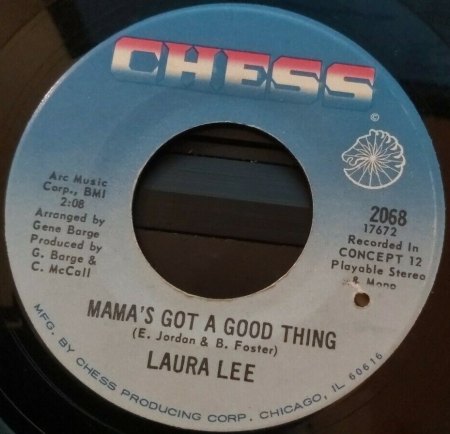 CHESS
©
Arc Music
Corp., BMI
2:08
Arranged by
Gene Barge
Produced by
G. Barge &
C. McCall
2068
17672
Recorded In
CONCEPT 12
Playable Stereo
& Mono
MAMA'S GOT A GOOD THING
(E. Jordan & B. Foster)
LAURA LEE
MFG. BY CHESS PRODUCING CORP. CHICAGO, IL 60616